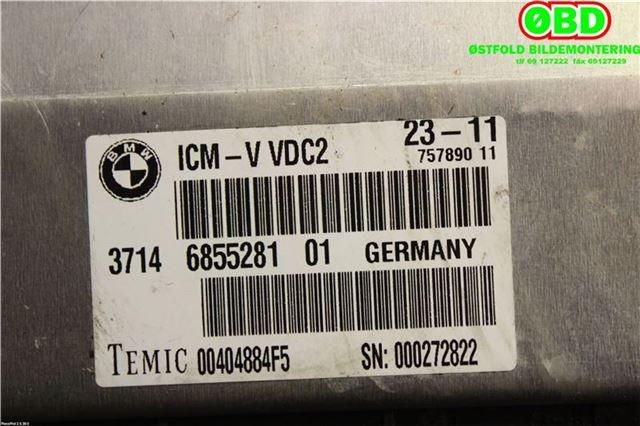 ØBD
ØSTFOLD BILDEMONTERING
tlf 69 127222 fax 69127229
BMW
ICM-V VDC2
23-11
757890 11
3714 6855281 01 GERMANY
TEMIC 00404884F5 SN: 000272822